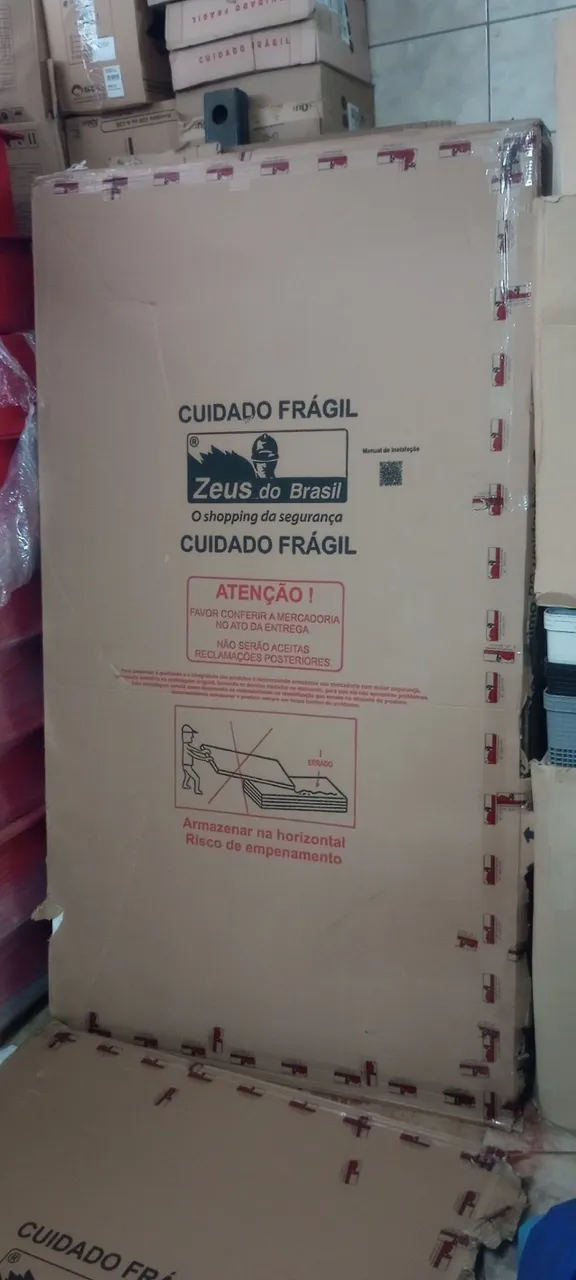 CUIDADO FRÁGIL
CUIDADO FRÁGIL
CUIDADO FRÁGIL
®
Zeus do Brasil
O shopping da segurança
CUIDADO FRÁGIL
Manual de instalação
ATENÇÃO !
FAVOR CONFERIR A MERCADORIA
NO ATO DA ENTREGA
NÃO SERÃO ACEITAS
RECLAMAÇÕES POSTERIORES
ERRADO
Armazenar na horizontal
Risco de empenamento
CUIDADO FRÁ
®